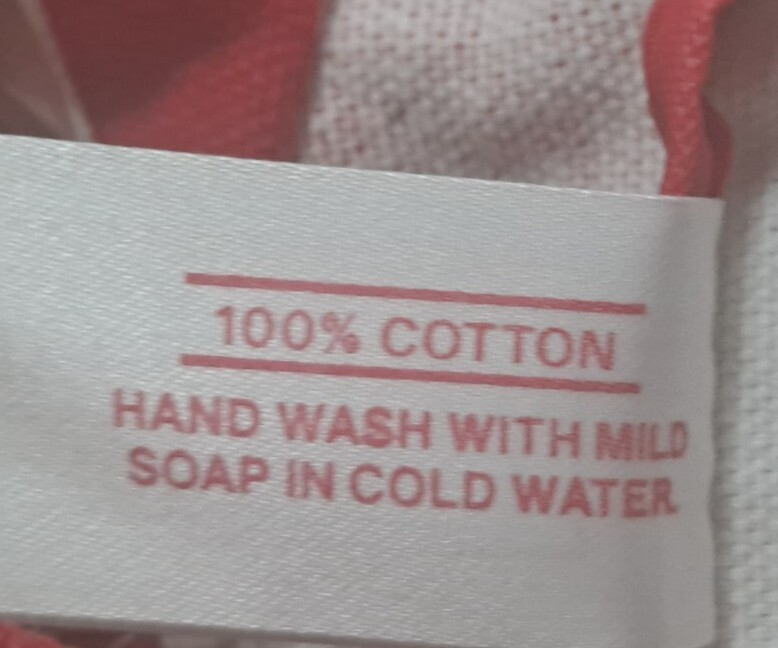 100% COTTON
HAND WASH WITH MILD
SOAP IN COLD WATER